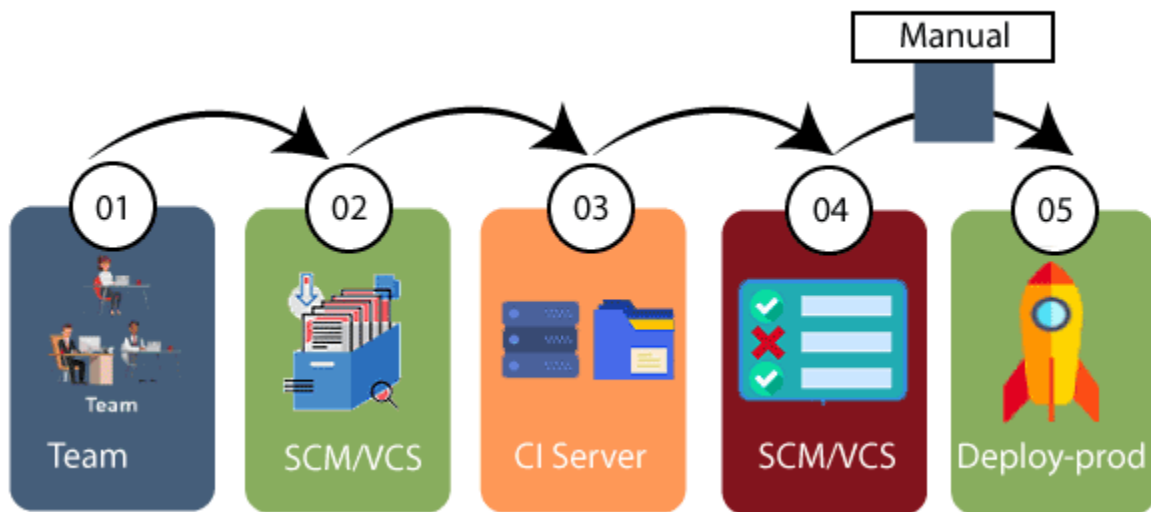 Manual
01
02
03
04
05
Team
Team
SCM/VCS
CI Server
SCM/VCS
Deploy-prod